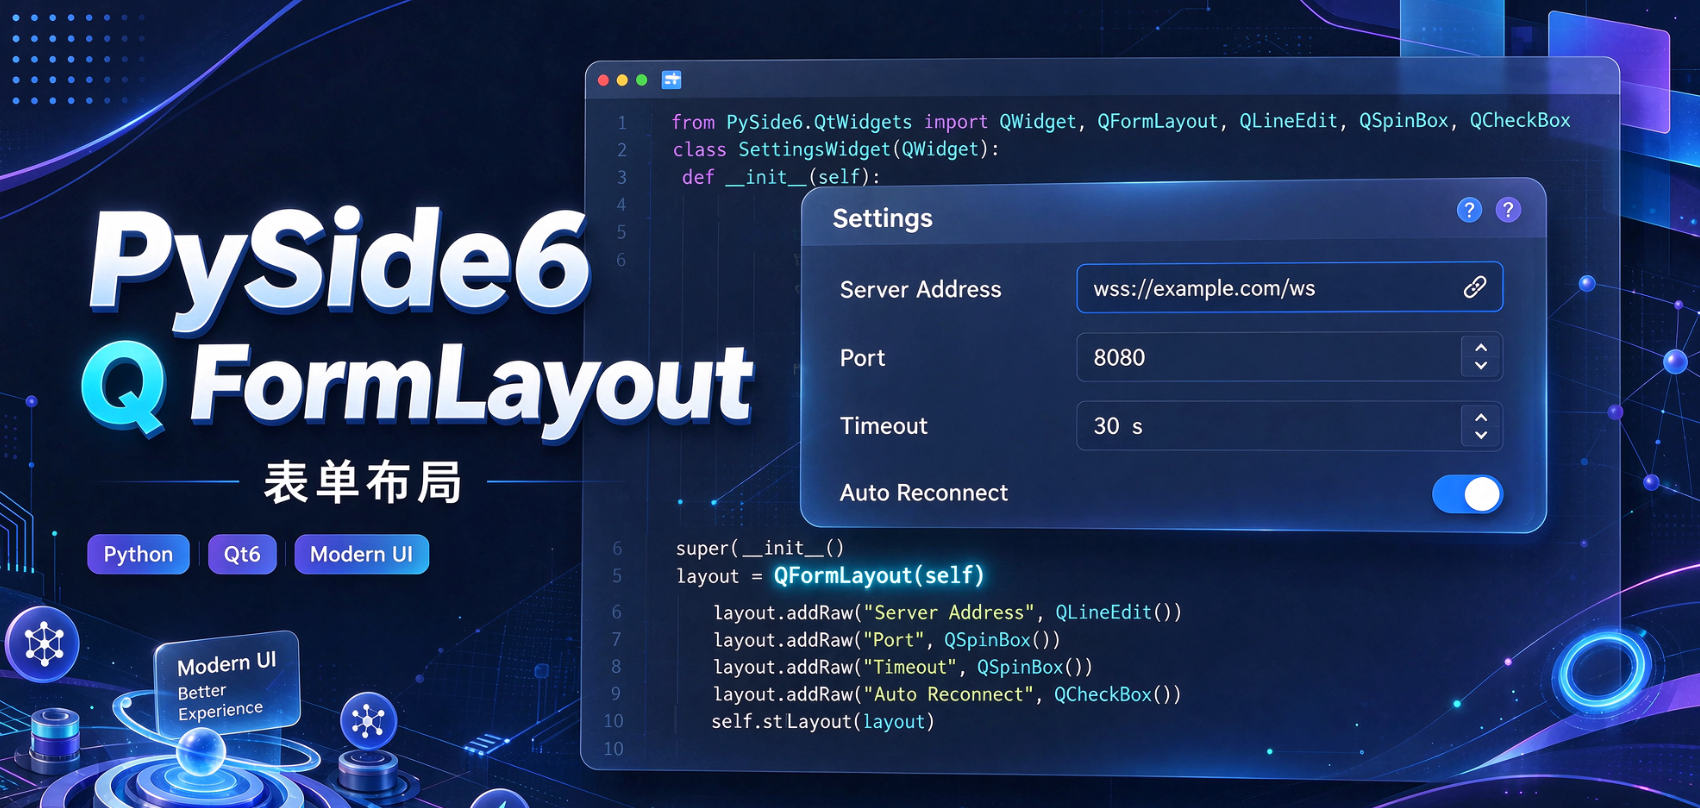 PySide6
QFormLayout
表单布局
Python
Qt6
Modern UI
Modern UI
Better
Experience
1 from PySide6.QtWidgets import QWidget, QFormLayout, QLineEdit, QSpinBox, QCheckBox
2 class SettingsWidget(QWidget):
3 def __init__(self):
4
5
6
Settings
? ?
Server Address wss://example.com/ws
Port 8080
Timeout 30 s
Auto Reconnect
6 super(__init__()
5 layout = QFormLayout(self)
6 layout.addRaw("Server Address", QLineEdit())
7 layout.addRaw("Port", QSpinBox())
8 layout.addRaw("Timeout", QSpinBox())
9 layout.addRaw("Auto Reconnect", QCheckBox())
10 self.stLayout(layout)
10